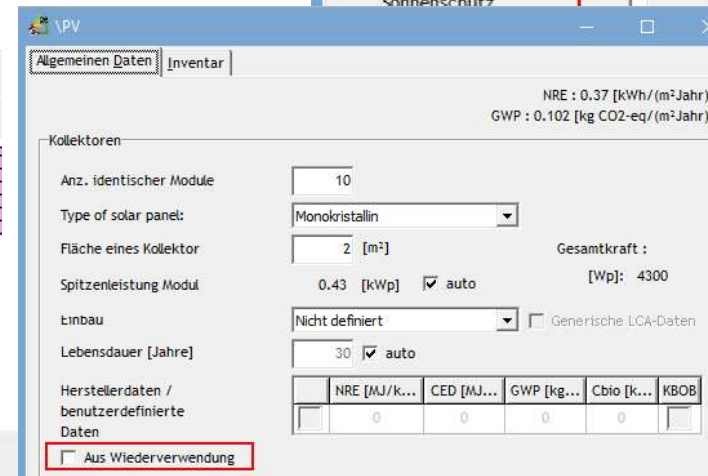 Sonnenschutz
\PV
Allgemeinen Daten Inventar
NRE : 0.37 [kWh/(m²Jahr)
GWP : 0.102 [kg CO2-eq/(m²Jahr)
Kollektoren
Anz. identischer Module 10
Type of solar panel: Monokristallin
Fläche eines Kollektor 2 [m²] Gesamtkraft :
Spitzenleistung Modul 0.43 [kWp] auto [Wp]: 4300
Einbau Nicht definiert Generische LCA-Daten
Lebensdauer [Jahre] 30 auto
Herstellerdaten / NRE [MJ/k... CED [MJ... GWP [kg... Cbio [k... KBOB
benutzerdefinierte 0 0 0 0
Daten
Aus Wiederverwendung